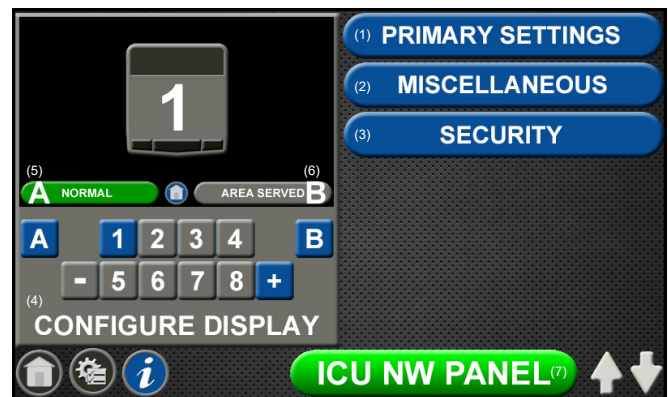 1
(5)
(6)
A NORMAL
AREA SERVED B
A 1 2 3 4 B
- 5 6 7 8 +
(4)
CONFIGURE DISPLAY
(1) PRIMARY SETTINGS
(2) MISCELLANEOUS
(3) SECURITY
i
ICU NW PANEL (7)